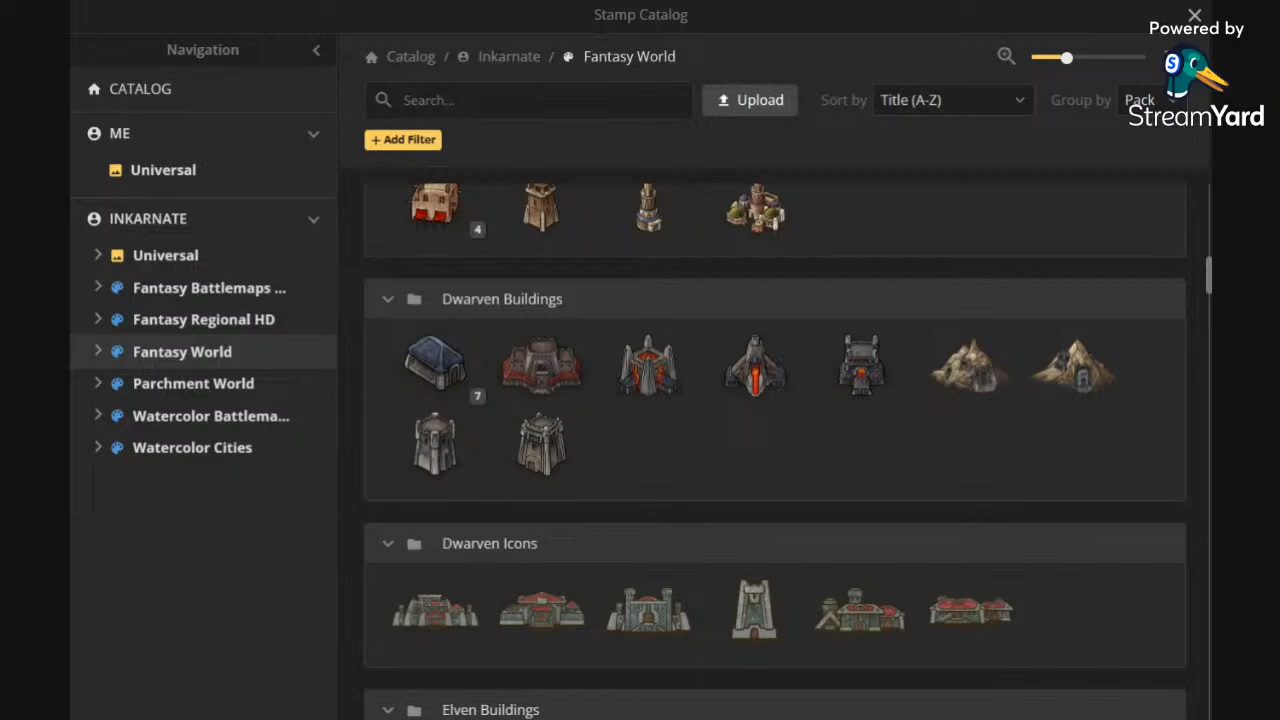 Stamp Catalog
Powered by
StreamYard
Navigation
CATALOG
ME
Universal
INKARNATE
Universal
Fantasy Battlemaps ...
Fantasy Regional HD
Fantasy World
Parchment World
Watercolor Battlema...
Watercolor Cities
Catalog / Inkarnate / Fantasy World
Search... Upload Sort by Title (A-Z) Group by Pack
+ Add Filter
4
Dwarven Buildings
7
Dwarven Icons
Elven Buildings